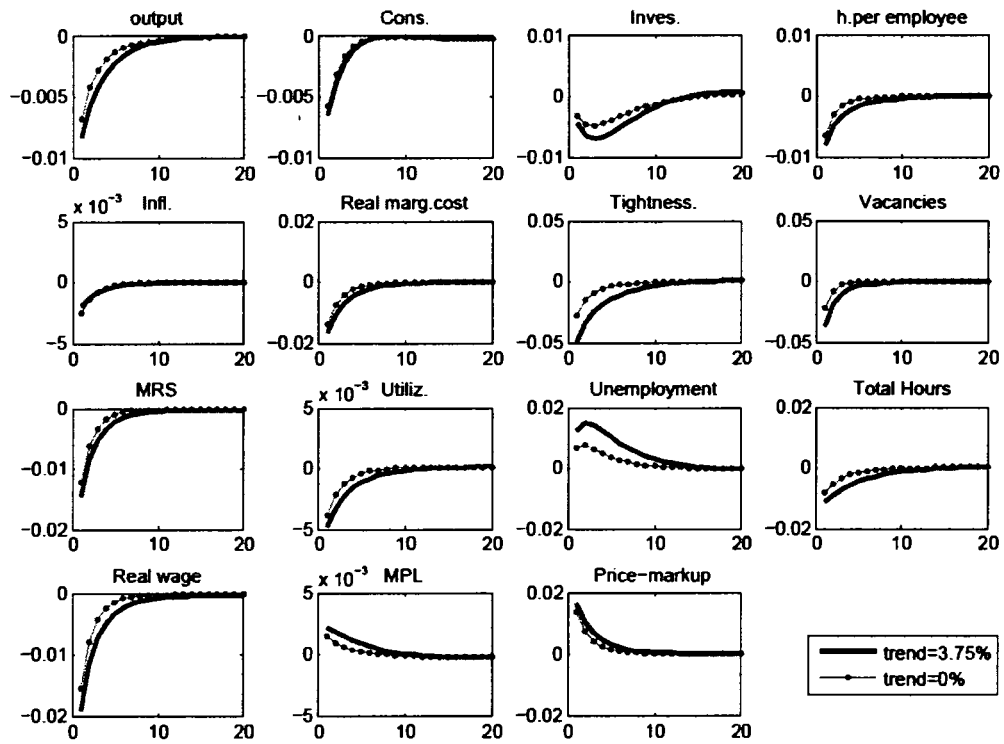 output Cons. Inves. h.per employee
0 0 0.01 0.01
−0.005 −0.005 0 0
−0.01 −0.01 −0.01 −0.01
0 10 20 0 10 20 0 10 20 0 10 20
x 10⁻³ Infl. Real marg.cost Tightness. Vacancies
5 0.02 0.05 0.05
0 0 0 0
−5 −0.02 −0.05 −0.05
0 10 20 0 10 20 0 10 20 0 10 20
MRS x 10⁻³ Utiliz. Unemployment Total Hours
0 5 0.02 0.02
−0.01 0 0 0
−0.02 −5 −0.02 −0.02
0 10 20 0 10 20 0 10 20 0 10 20
Real wage x 10⁻³ MPL Price−markup
0 5 0.02
−0.01 0 0
−0.02 −5 −0.02
0 10 20 0 10 20 0 10 20
trend=3.75%
trend=0%